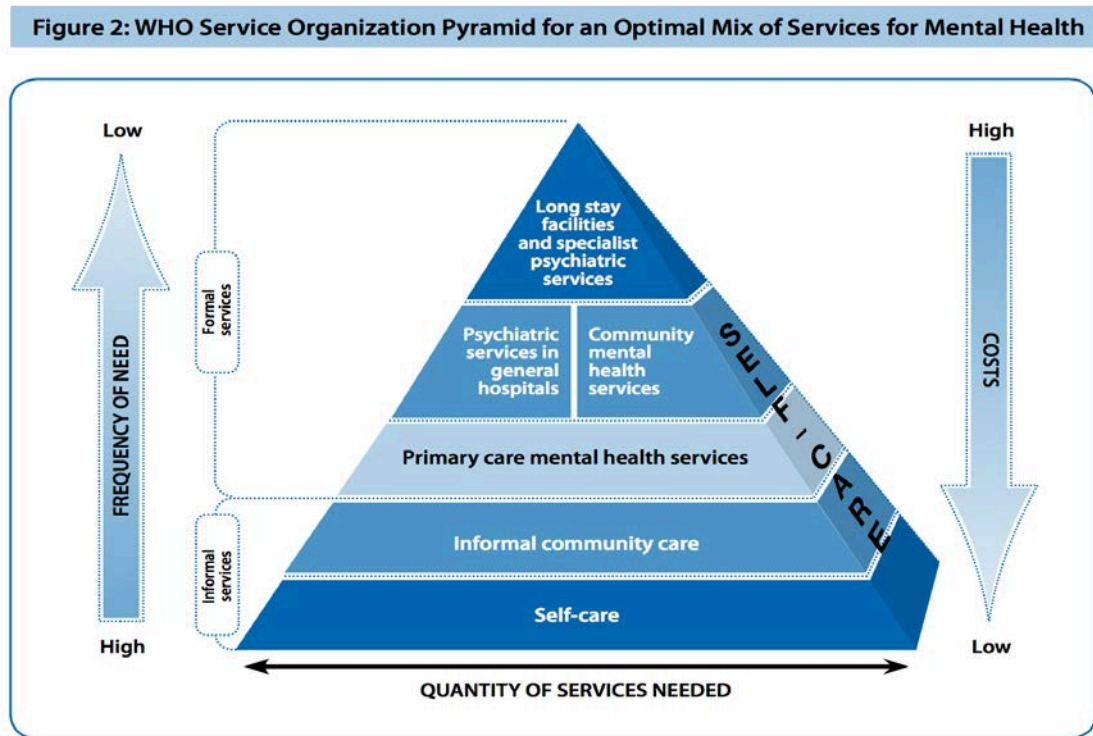 Figure 2: WHO Service Organization Pyramid for an Optimal Mix of Services for Mental Health
Low
High
Long stay
facilities
and specialist
psychiatric
services
Formal
services
FREQUENCY OF NEED
Psychiatric
services in
general
hospitals
Community
mental
health
services
SELF-CARE
COSTS
Primary care mental health services
Informal community care
Informal
services
Self-care
High
Low
QUANTITY OF SERVICES NEEDED